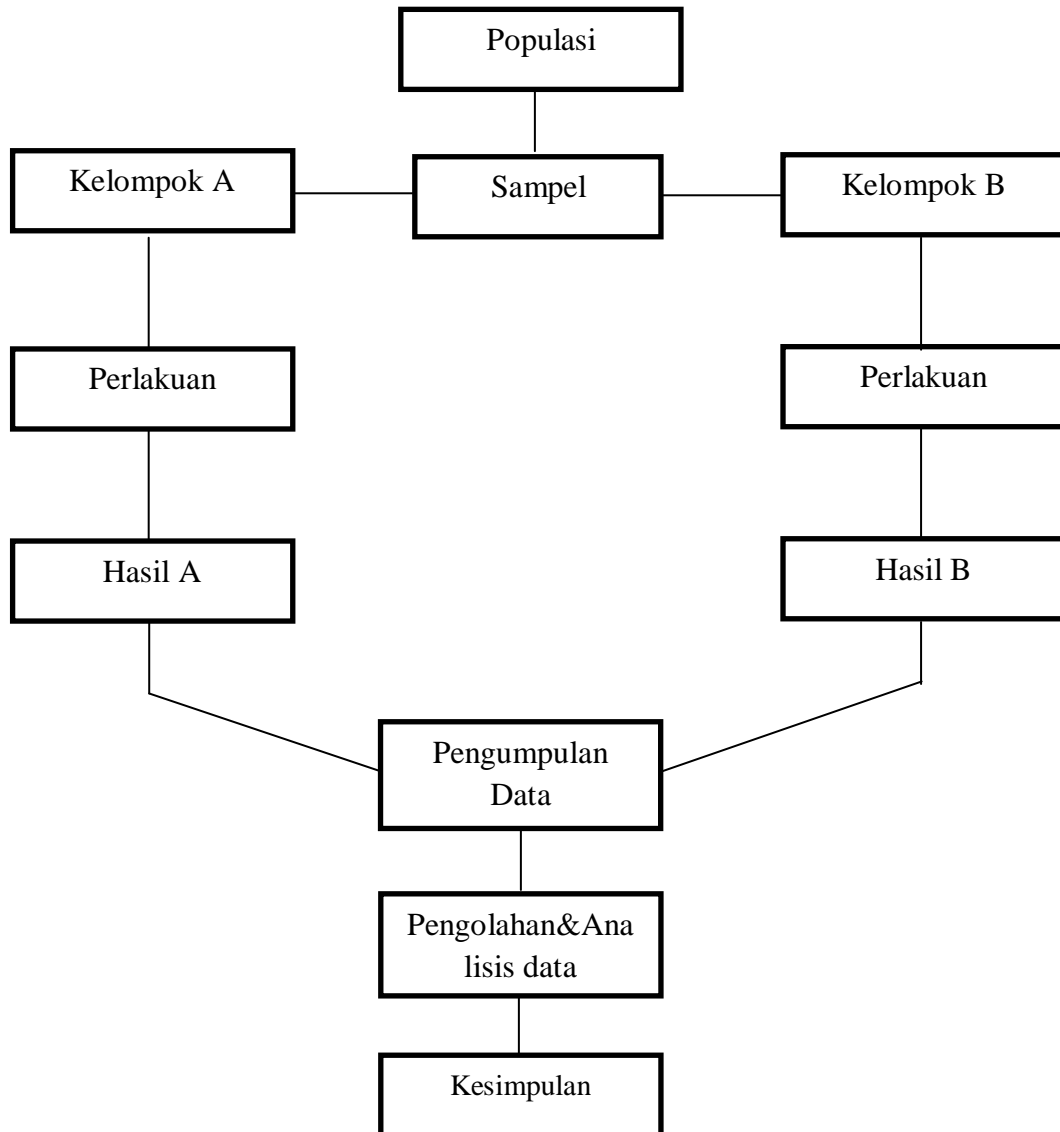 Populasi
Kelompok A
Sampel
Kelompok B
Perlakuan
Perlakuan
Hasil A
Hasil B
Pengumpulan
Data
Pengolahan&Ana
lisis data
Kesimpulan